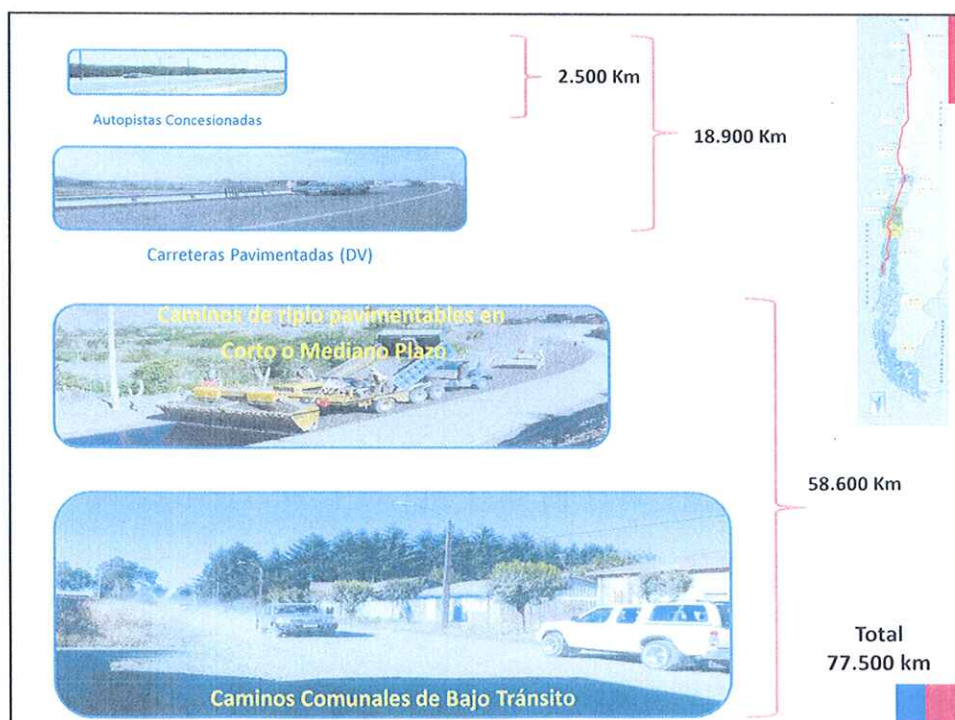 2.500 Km
Autopistas Concesionadas
18.900 Km
Carreteras Pavimentadas (DV)
Caminos de ripio pavimentables en
Corto o Mediano Plazo
58.600 Km
Caminos Comunales de Bajo Tránsito
Total
77.500 km